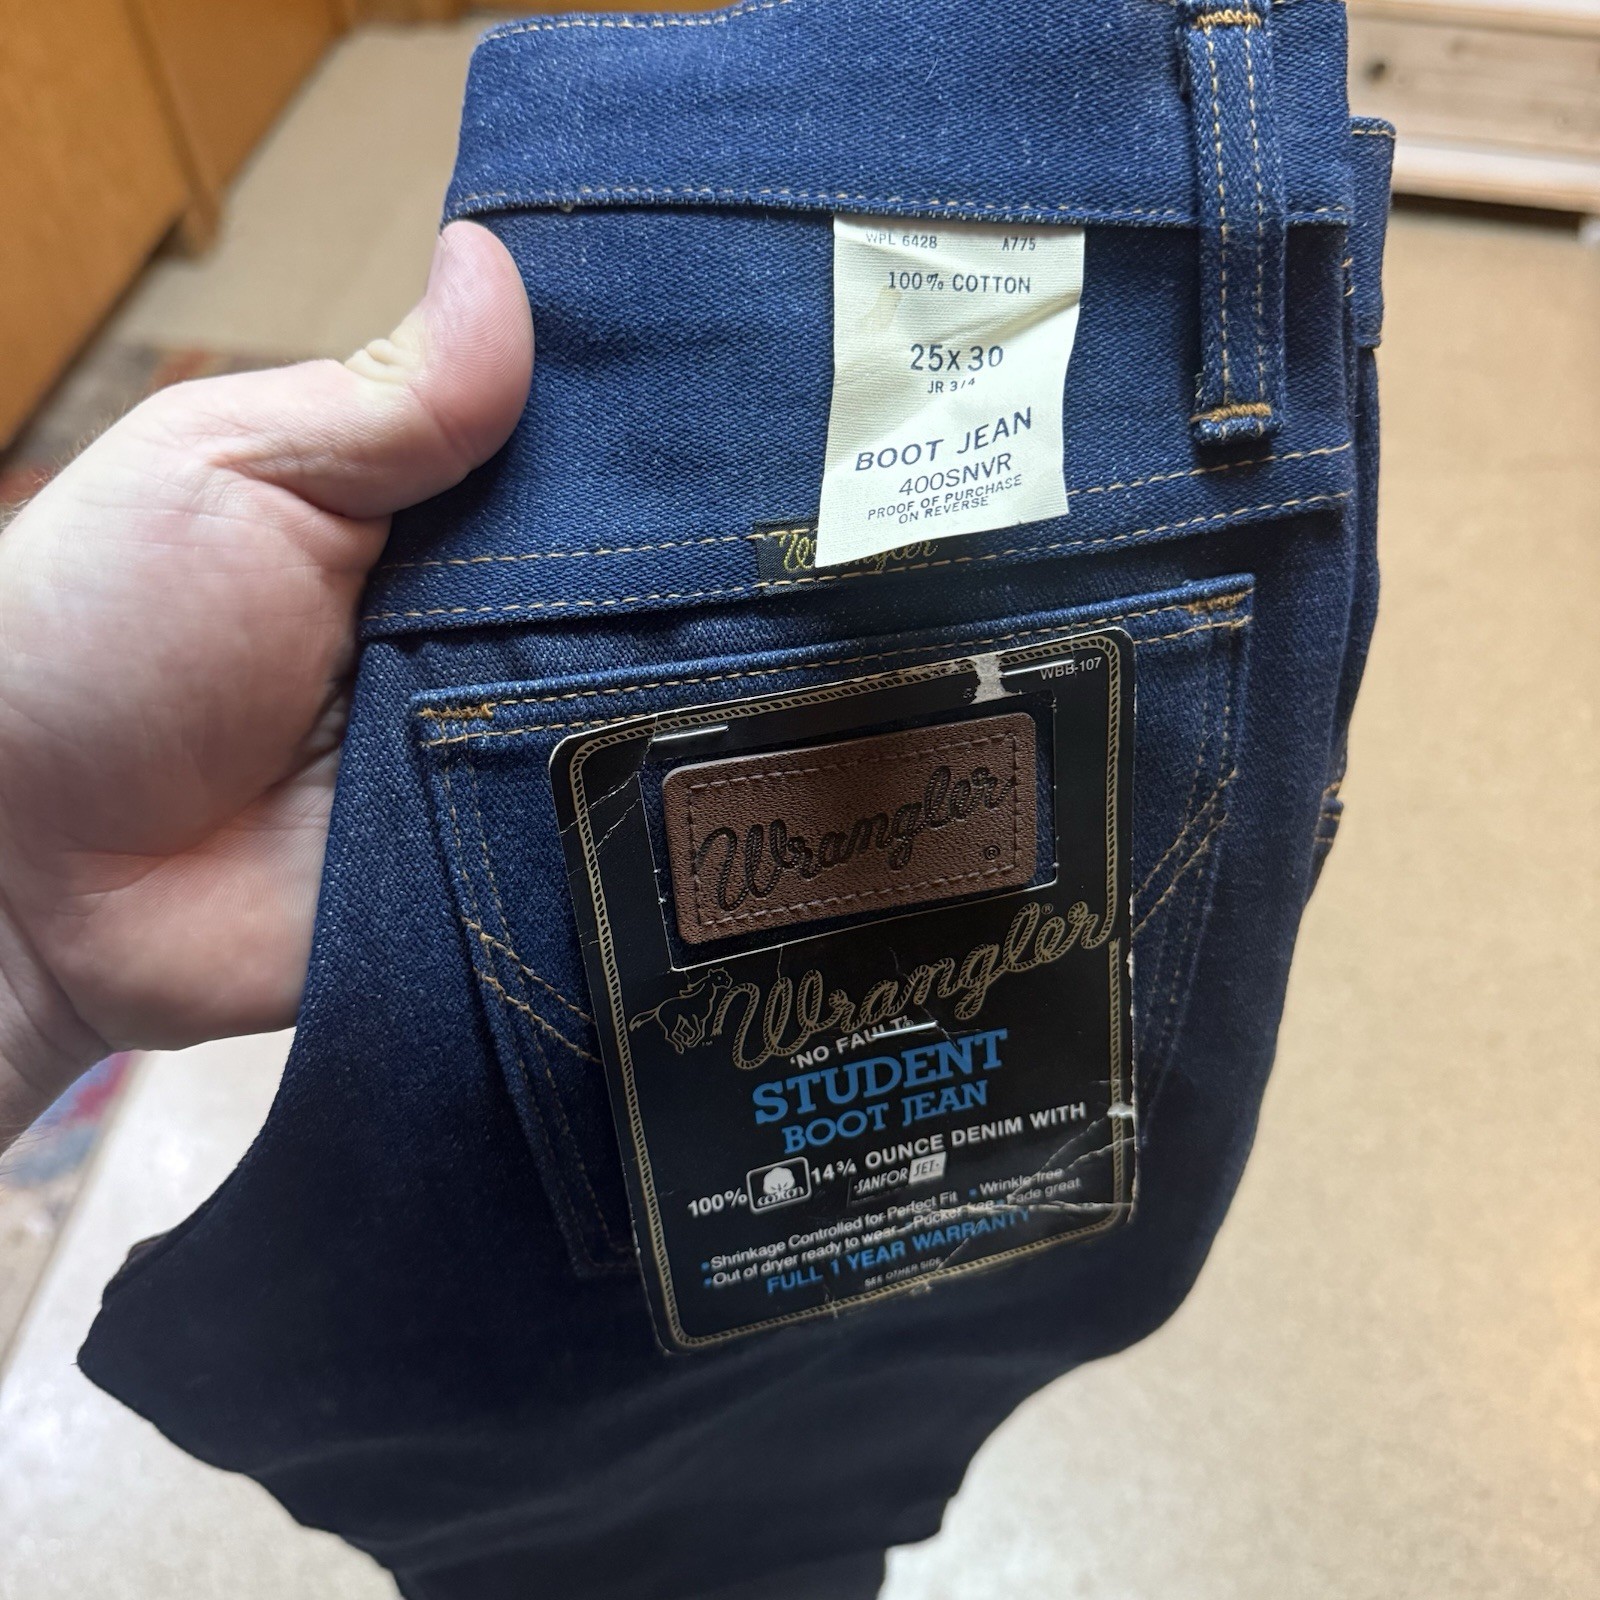 WPL 6428 A775
100% COTTON
25x30
JR 3/4
BOOT JEAN
400SNVR
PROOF OF PURCHASE
ON REVERSE
Wrangler
WBB-107
Wrangler®
Wrangler®
'NO FAULT'
STUDENT
BOOT JEAN
100% COTTON 14¾ OUNCE DENIM WITH
SANFOR SET
•Shrinkage Controlled for Perfect Fit •Wrinkle-free
•Out of dryer ready to wear •Pucker free •Fade great
FULL 1 YEAR WARRANTY
SEE OTHER SIDE